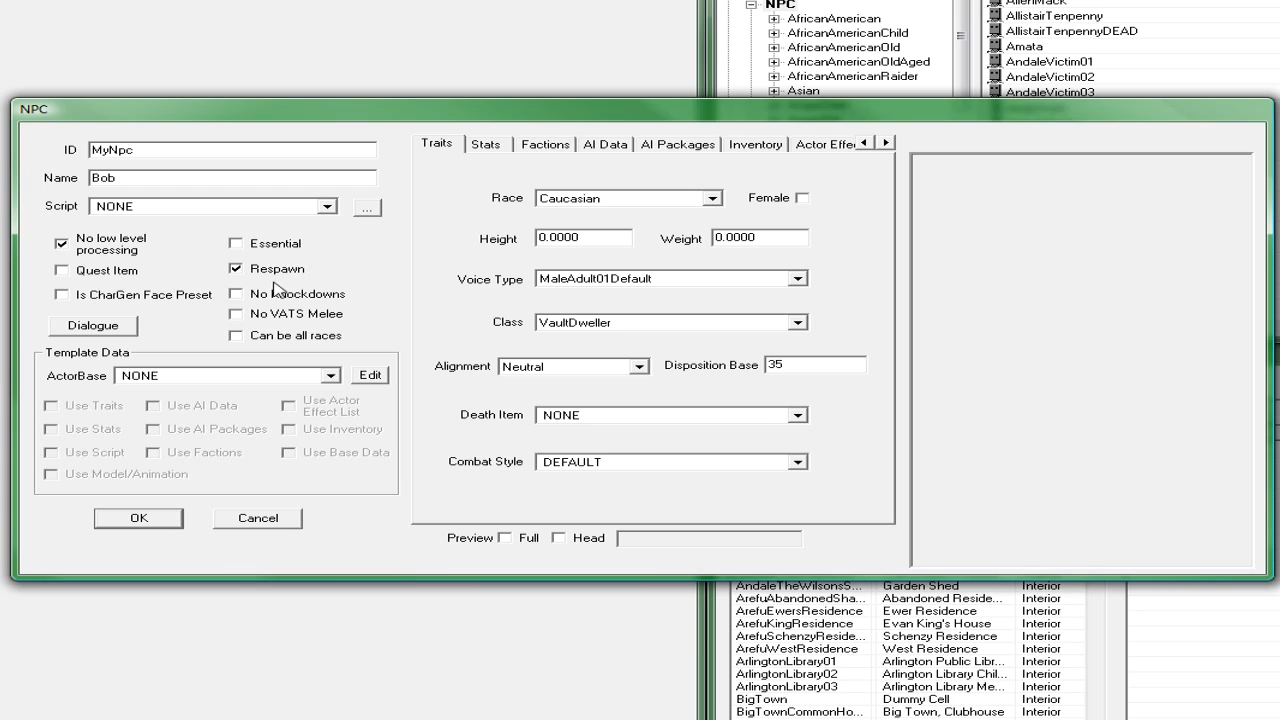 NPC
AfricanAmerican
AfricanAmericanChild
AfricanAmericanOld
AfricanAmericanOldAged
AfricanAmericanRaider
Asian
AllenMack
AllistairTenpenny
AllistairTenpennyDEAD
Amata
AndaleVictim01
AndaleVictim02
AndaleVictim03
NPC
ID MyNpc
Name Bob
Script NONE ...
No low level
processing
Essential
Quest Item
Respawn
Is CharGen Face Preset
No Knockdowns
No VATS Melee
Dialogue
Can be all races
Template Data
ActorBase NONE Edit
Use Traits
Use AI Data
Use Actor
Effect List
Use Stats
Use AI Packages
Use Inventory
Use Script
Use Factions
Use Base Data
Use Model/Animation
OK Cancel
Traits Stats Factions AI Data AI Packages Inventory Actor Effe
Race Caucasian Female
Height 0.0000 Weight 0.0000
Voice Type MaleAdult01Default
Class VaultDweller
Alignment Neutral Disposition Base 35
Death Item NONE
Combat Style DEFAULT
Preview Full Head
AndaleTheWilsonsS... Garden Shed Interior
ArefuAbandonedSha... Abandoned Reside... Interior
ArefuEwersResidence Ewer Residence Interior
ArefuKingResidence Evan King's House Interior
ArefuSchenzyReside... Schenzy Residence Interior
ArefuWestResidence West Residence Interior
ArlingtonLibrary01 Arlington Public Libr... Interior
ArlingtonLibrary02 Arlington Library Chil... Interior
ArlingtonLibrary03 Arlington Library Me... Interior
BigTown Dummy Cell Interior
BigTownCommonHo... Big Town, Clubhouse Interior